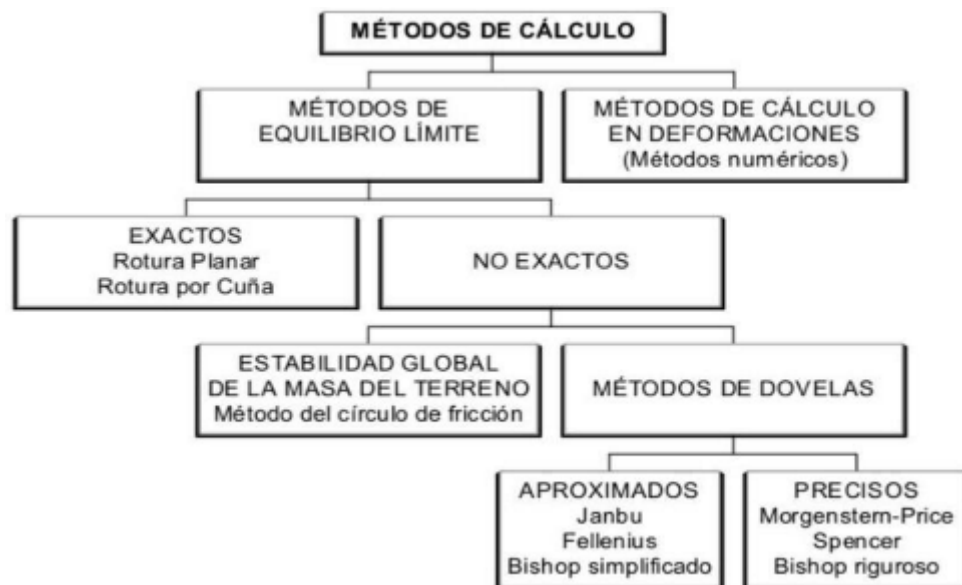 MÉTODOS DE CÁLCULO
MÉTODOS DE
EQUILIBRIO LÍMITE
MÉTODOS DE CÁLCULO
EN DEFORMACIONES
(Métodos numéricos)
EXACTOS
Rotura Planar
Rotura por Cuña
NO EXACTOS
ESTABILIDAD GLOBAL
DE LA MASA DEL TERRENO
Método del círculo de fricción
MÉTODOS DE DOVELAS
APROXIMADOS
Janbu
Fellenius
Bishop simplificado
PRECISOS
Morgenstern-Price
Spencer
Bishop riguroso